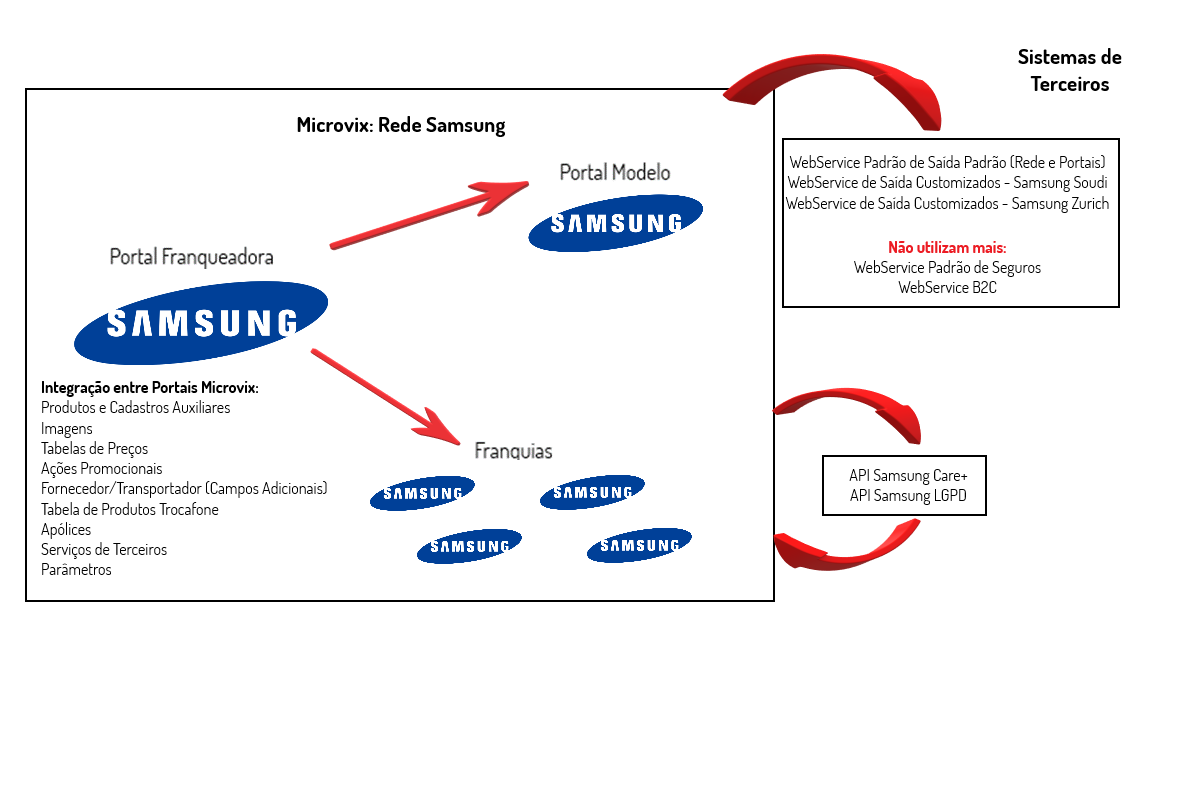 Sistemas de
Terceiros
Microvix: Rede Samsung
Portal Modelo
SAMSUNG
Portal Franqueadora
SAMSUNG
WebService Padrão de Saída Padrão (Rede e Portais)
WebService de Saída Customizados - Samsung Soudi
WebService de Saída Customizados - Samsung Zurich
Não utilizam mais:
WebService Padrão de Seguros
WebService B2C
Integração entre Portais Microvix:
Produtos e Cadastros Auxiliares
Imagens
Tabelas de Preços
Ações Promocionais
Fornecedor/Transportador (Campos Adicionais)
Tabela de Produtos Trocafone
Apólices
Serviços de Terceiros
Parâmetros
Franquias
SAMSUNG
SAMSUNG
SAMSUNG
SAMSUNG
API Samsung Care+
API Samsung LGPD